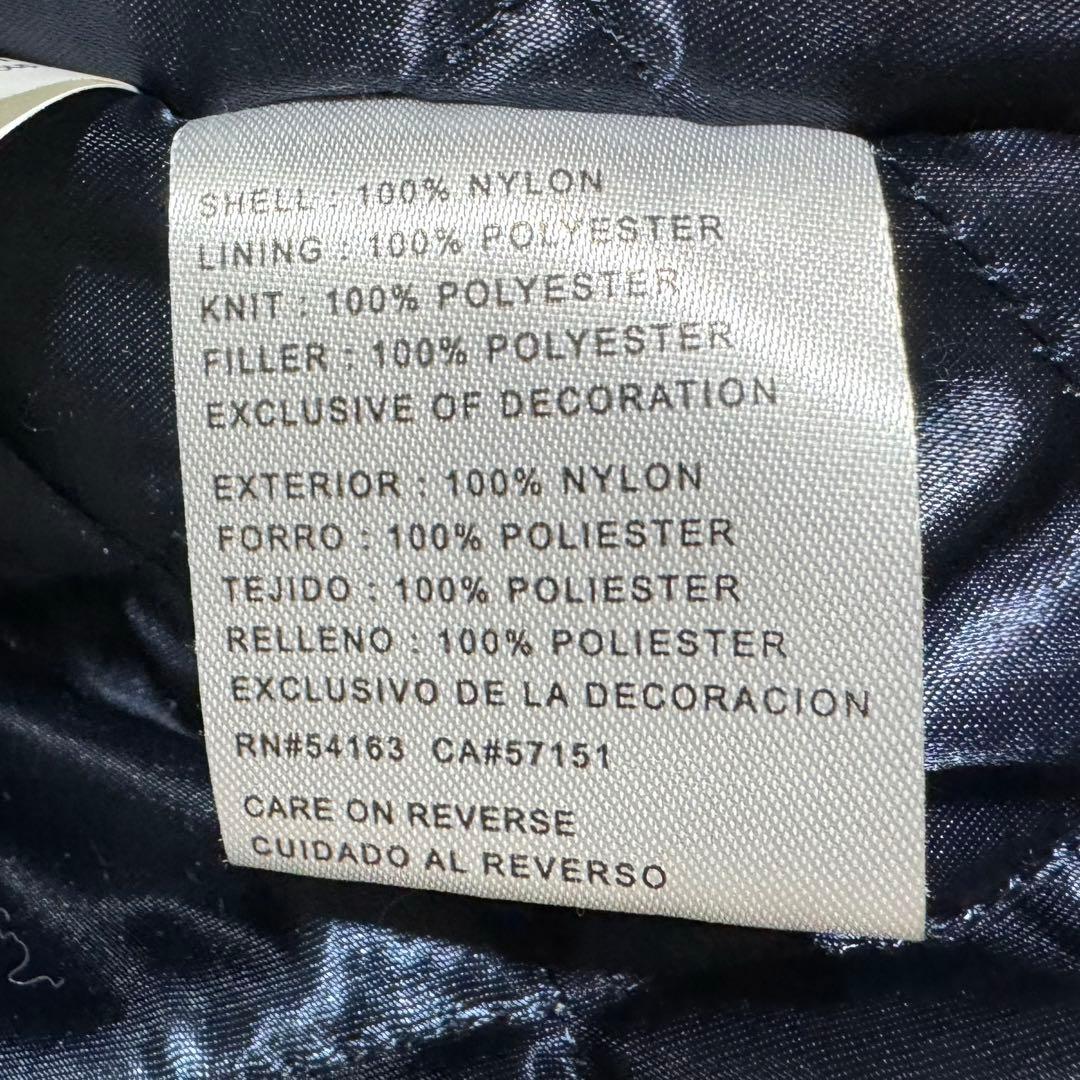 SHELL : 100% NYLON
LINING : 100% POLYESTER
KNIT : 100% POLYESTER
FILLER : 100% POLYESTER
EXCLUSIVE OF DECORATION
EXTERIOR : 100% NYLON
FORRO : 100% POLIESTER
TEJIDO : 100% POLIESTER
RELLENO : 100% POLIESTER
EXCLUSIVO DE LA DECORACION
RN#54163 CA#57151
CARE ON REVERSE
CUIDADO AL REVERSO